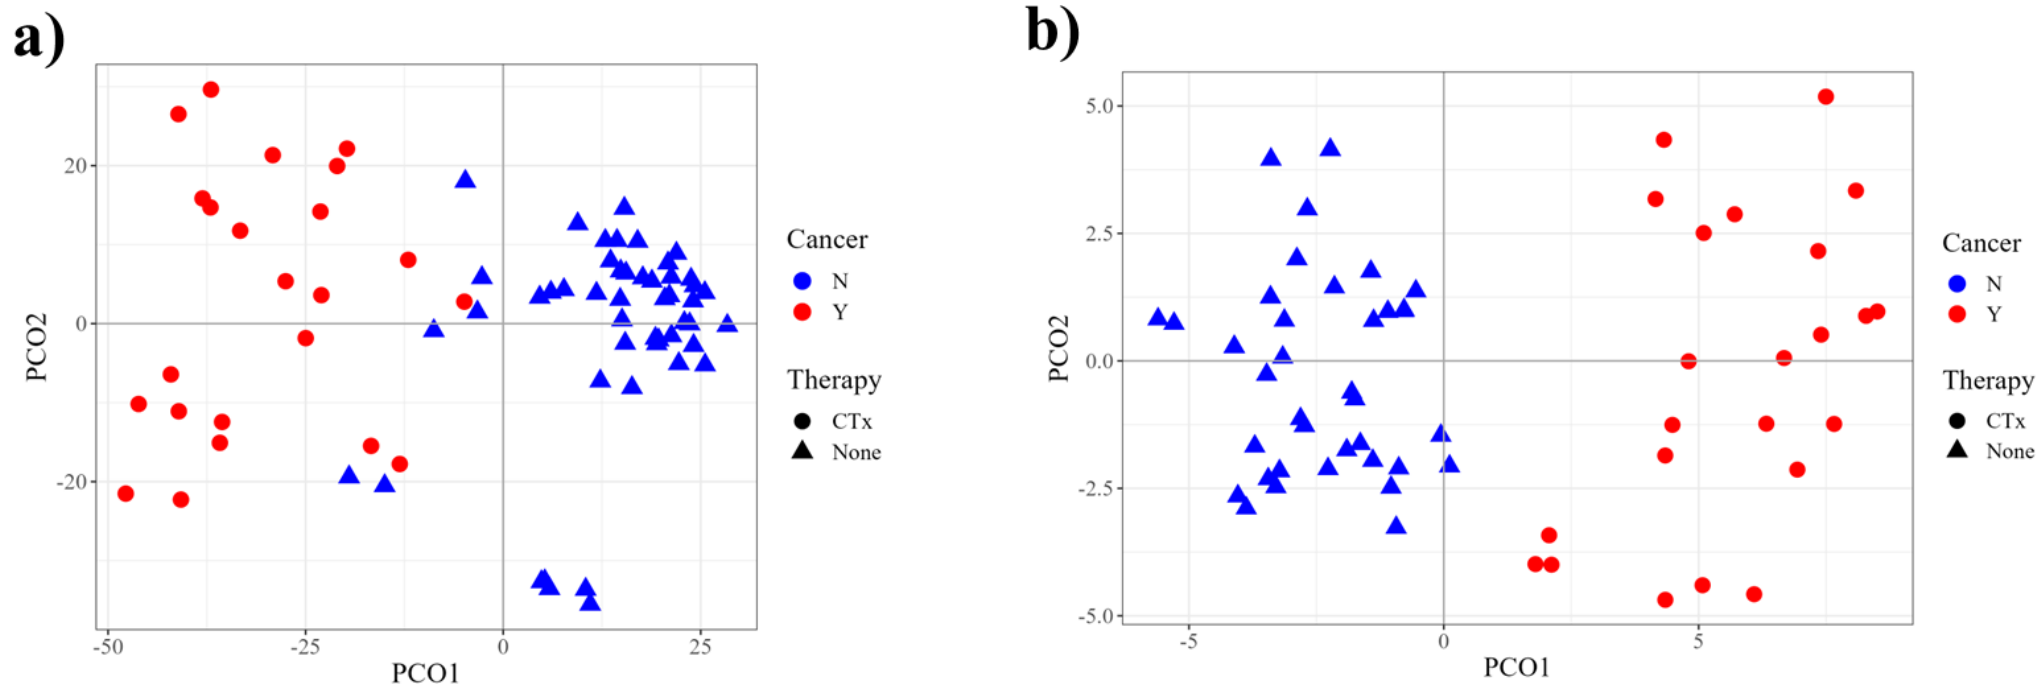 a)
PCO2
20
0
-20
-50
-25
0
25
PCO1
Cancer
N
Y
Therapy
CTx
None
b)
PCO2
5.0
2.5
0.0
-2.5
-5.0
-5
0
5
PCO1
Cancer
N
Y
Therapy
CTx
None